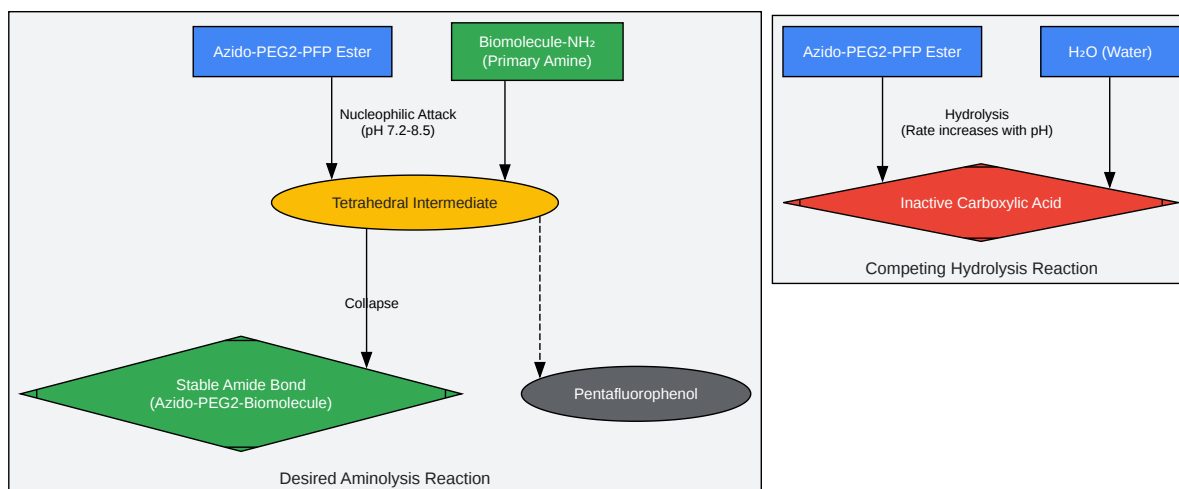 Azido-PEG2-PFP Ester
Biomolecule-NH₂
(Primary Amine)
Nucleophilic Attack
(pH 7.2-8.5)
Tetrahedral Intermediate
Collapse
Stable Amide Bond
(Azido-PEG2-Biomolecule)
Pentafluorophenol
Desired Aminolysis Reaction
Azido-PEG2-PFP Ester
H₂O (Water)
Hydrolysis
(Rate increases with pH)
Inactive Carboxylic Acid
Competing Hydrolysis Reaction